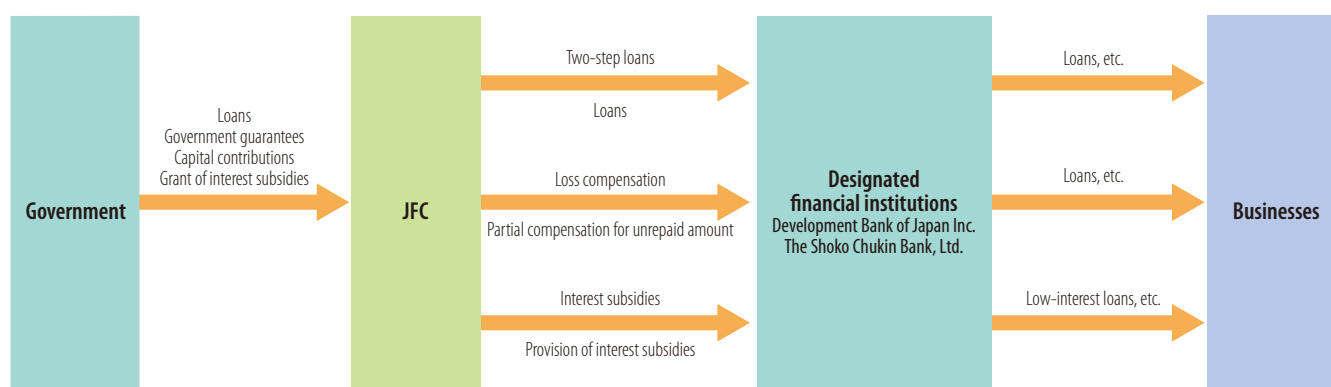 Government
Loans
Government guarantees
Capital contributions
Grant of interest subsidies
JFC
Two-step loans
Loans
Loss compensation
Partial compensation for unrepaid amount
Interest subsidies
Provision of interest subsidies
Designated
financial institutions
Development Bank of Japan Inc.
The Shoko Chukin Bank, Ltd.
Loans, etc.
Loans, etc.
Low-interest loans, etc.
Businesses